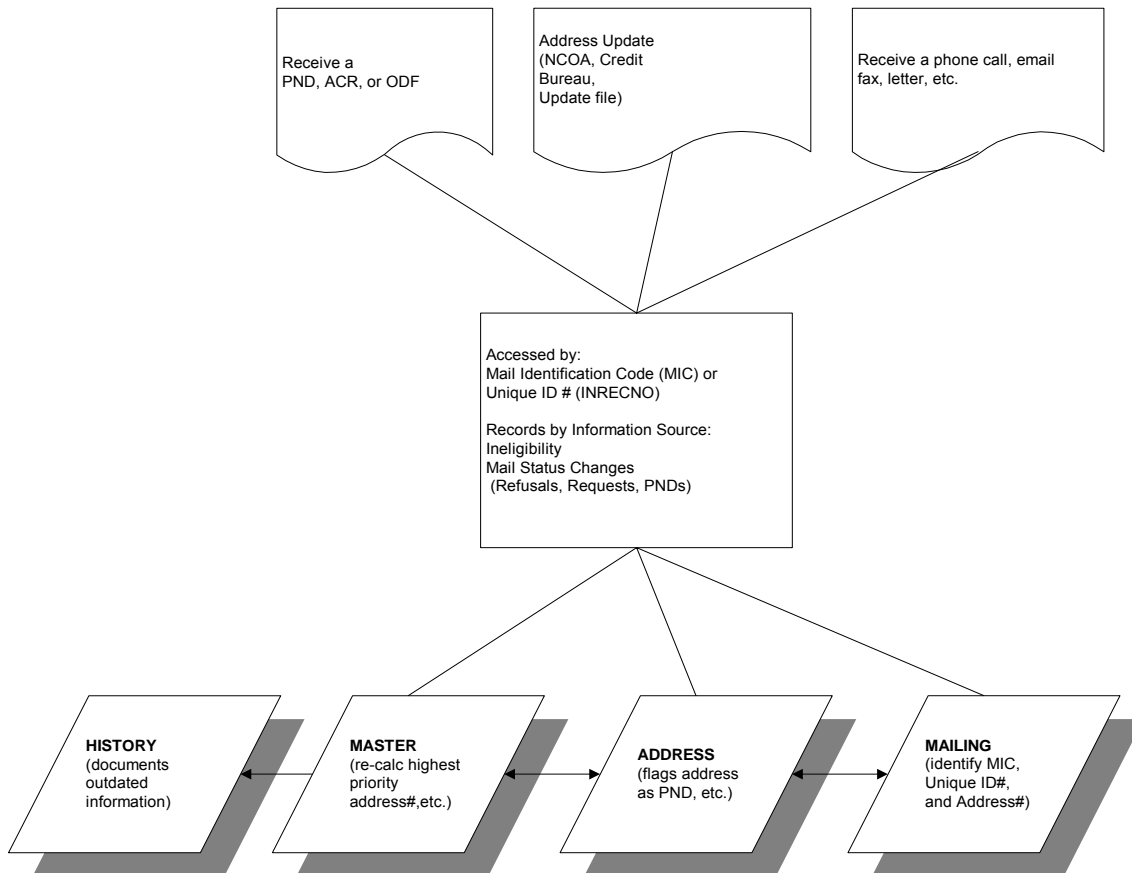 Receive a
PND, ACR, or ODF
Address Update
(NCOA, Credit
Bureau,
Update file)
Receive a phone call, email
fax, letter, etc.
Accessed by:
Mail Identification Code (MIC) or
Unique ID # (INRECNO)
Records by Information Source:
Ineligibility
Mail Status Changes
(Refusals, Requests, PNDs)
HISTORY
(documents
outdated
information)
MASTER
(re-calc highest
priority
address#,etc.)
ADDRESS
(flags address
as PND, etc.)
MAILING
(identify MIC,
Unique ID#,
and Address#)